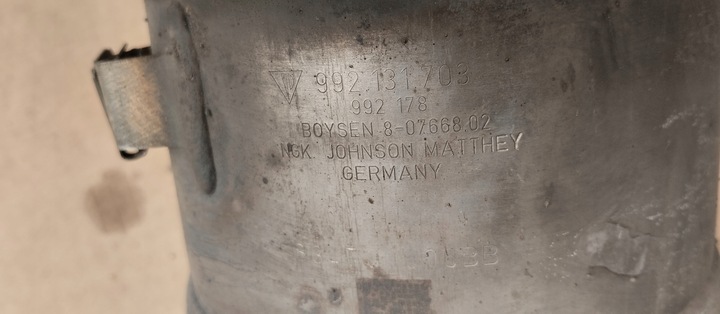 992.131.703
992 178
BOYSEN 8-07668.02
NGK JOHNSON MATTHEY
GERMANY